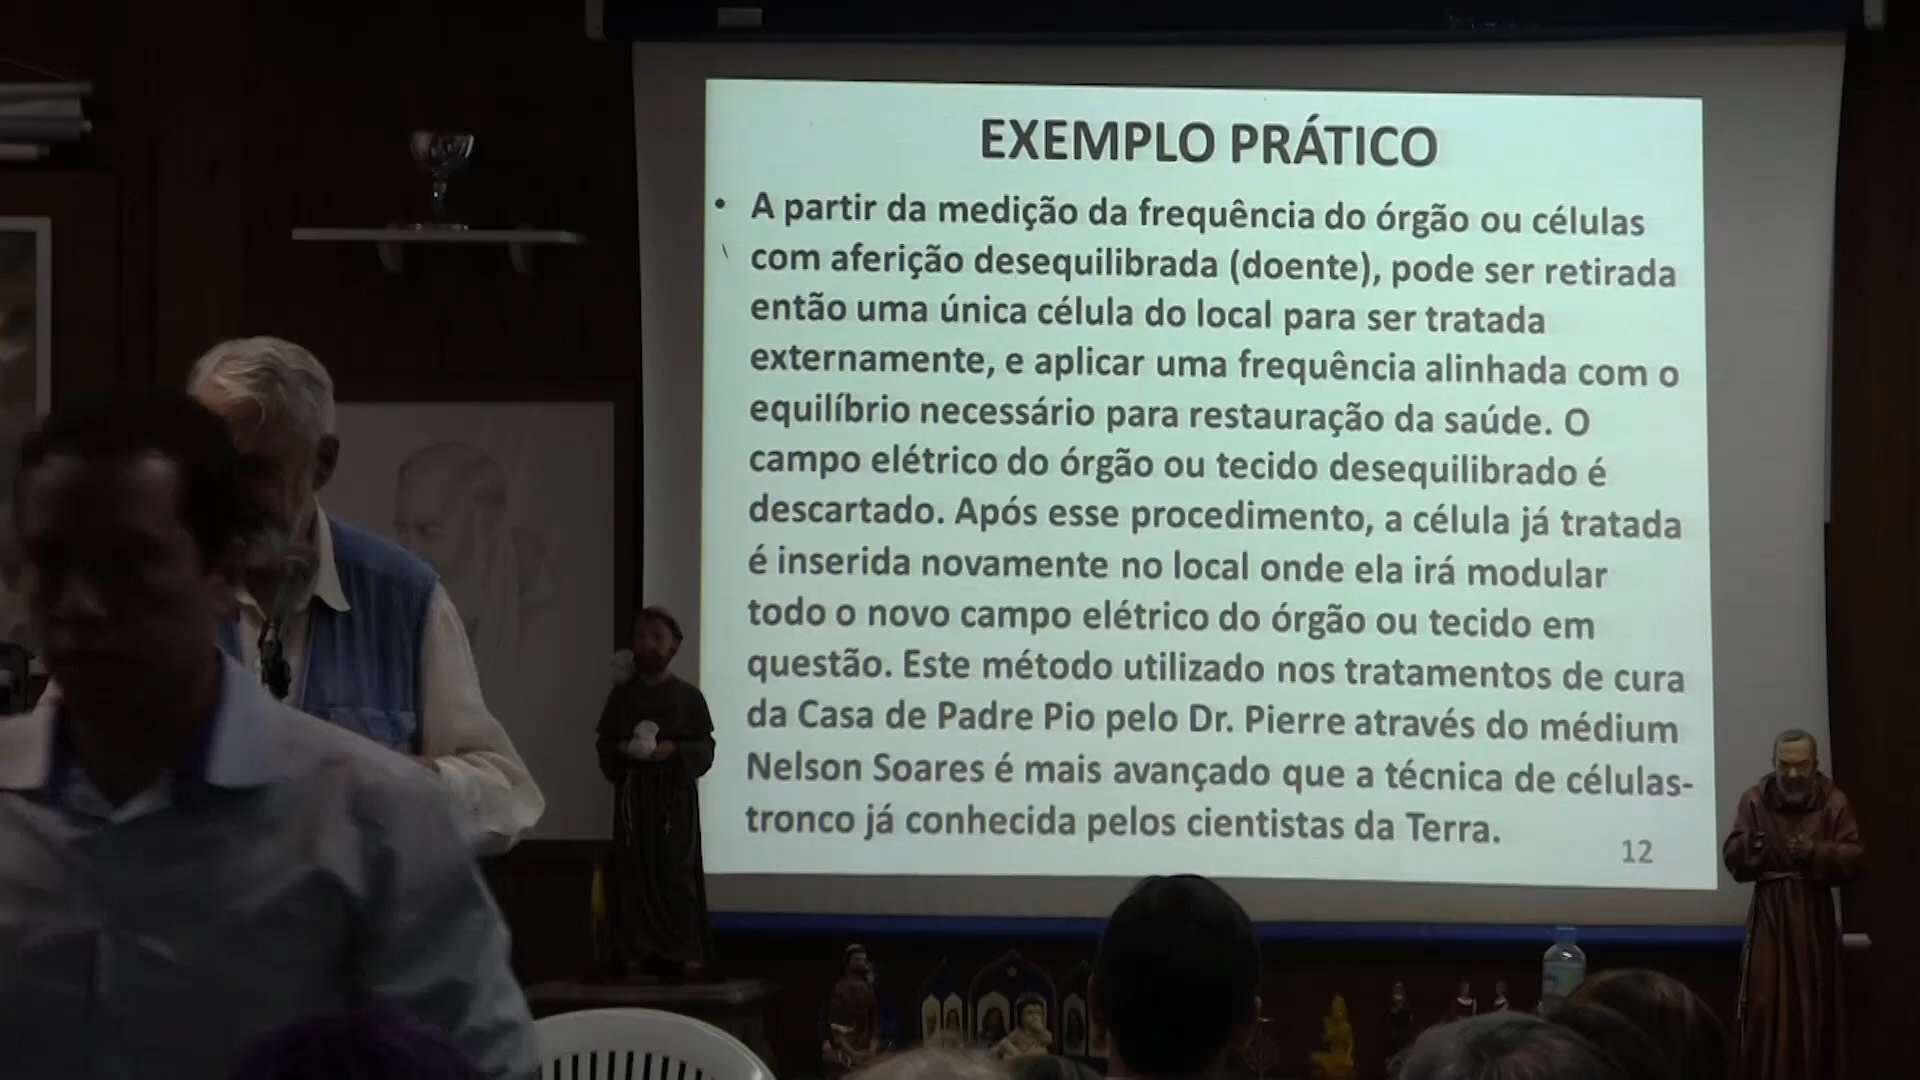 EXEMPLO PRÁTICO
• A partir da medição da frequência do órgão ou células
com aferição desequilibrada (doente), pode ser retirada
então uma única célula do local para ser tratada
externamente, e aplicar uma frequência alinhada com o
equilíbrio necessário para restauração da saúde. O
campo elétrico do órgão ou tecido desequilibrado é
descartado. Após esse procedimento, a célula já tratada
é inserida novamente no local onde ela irá modular
todo o novo campo elétrico do órgão ou tecido em
questão. Este método utilizado nos tratamentos de cura
da Casa de Padre Pio pelo Dr. Pierre através do médium
Nelson Soares é mais avançado que a técnica de células-
tronco já conhecida pelos cientistas da Terra.
12